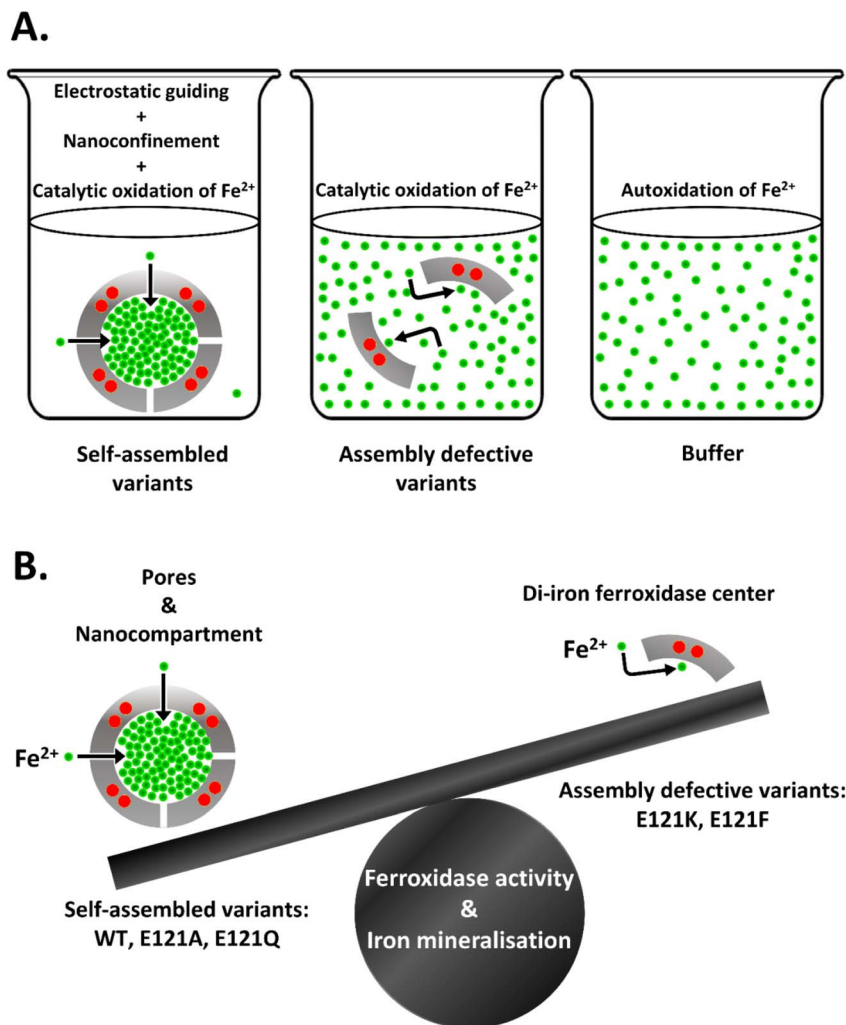 A.
Electrostatic guiding
+
Nanoconfinement
+
Catalytic oxidation of Fe²⁺
Catalytic oxidation of Fe²⁺
Autoxidation of Fe²⁺
Self-assembled
variants
Assembly defective
variants
Buffer
B.
Pores
&
Nanocompartment
Fe²⁺
Di-iron ferroxidase center
Fe²⁺
Assembly defective variants:
E121K, E121F
Self-assembled variants:
WT, E121A, E121Q
Ferroxidase activity
&
Iron mineralisation